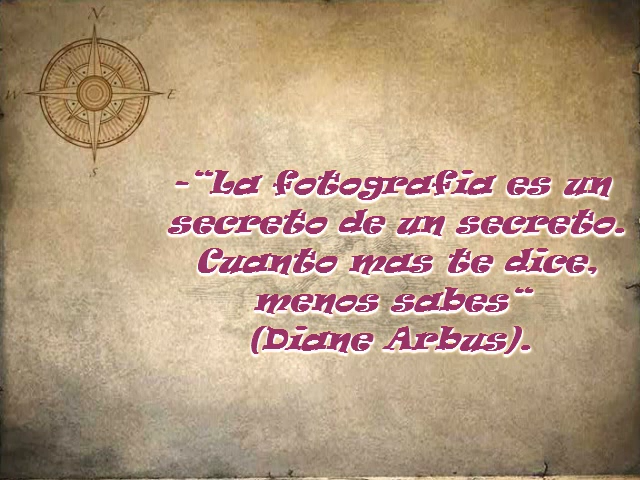 N
W E
S
-“La fotografia es un
secreto de un secreto.
Cuanto mas te dice,
menos sabes“
(Diane Arbus).